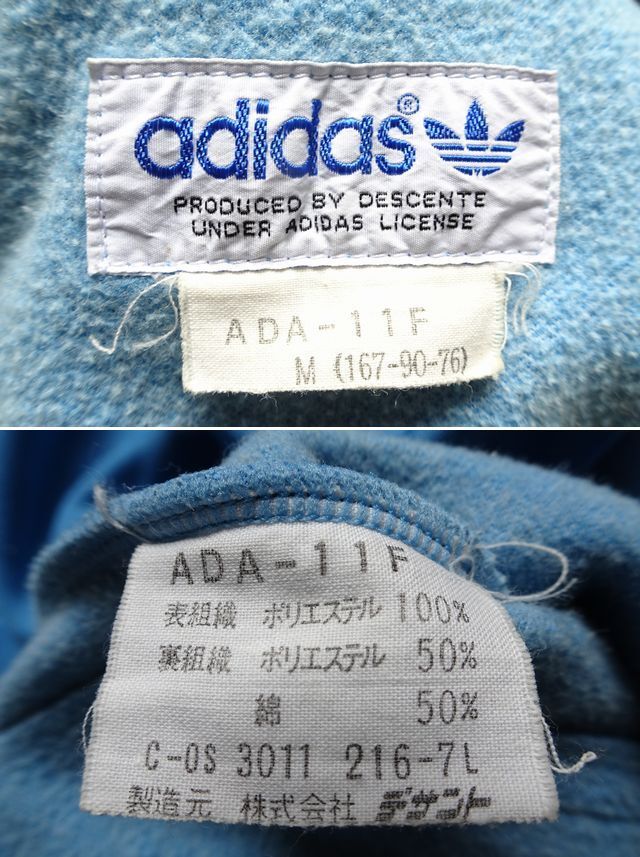 adidas®
PRODUCED BY DESCENTE
UNDER ADIDAS LICENSE
ADA-11F
M (167-90-76)
ADA-11F
表組織 ポリエステル 100%
裏組織 ポリエステル 50%
綿 50%
C-OS 3011 216-7L
製造元 株式会社 デサント